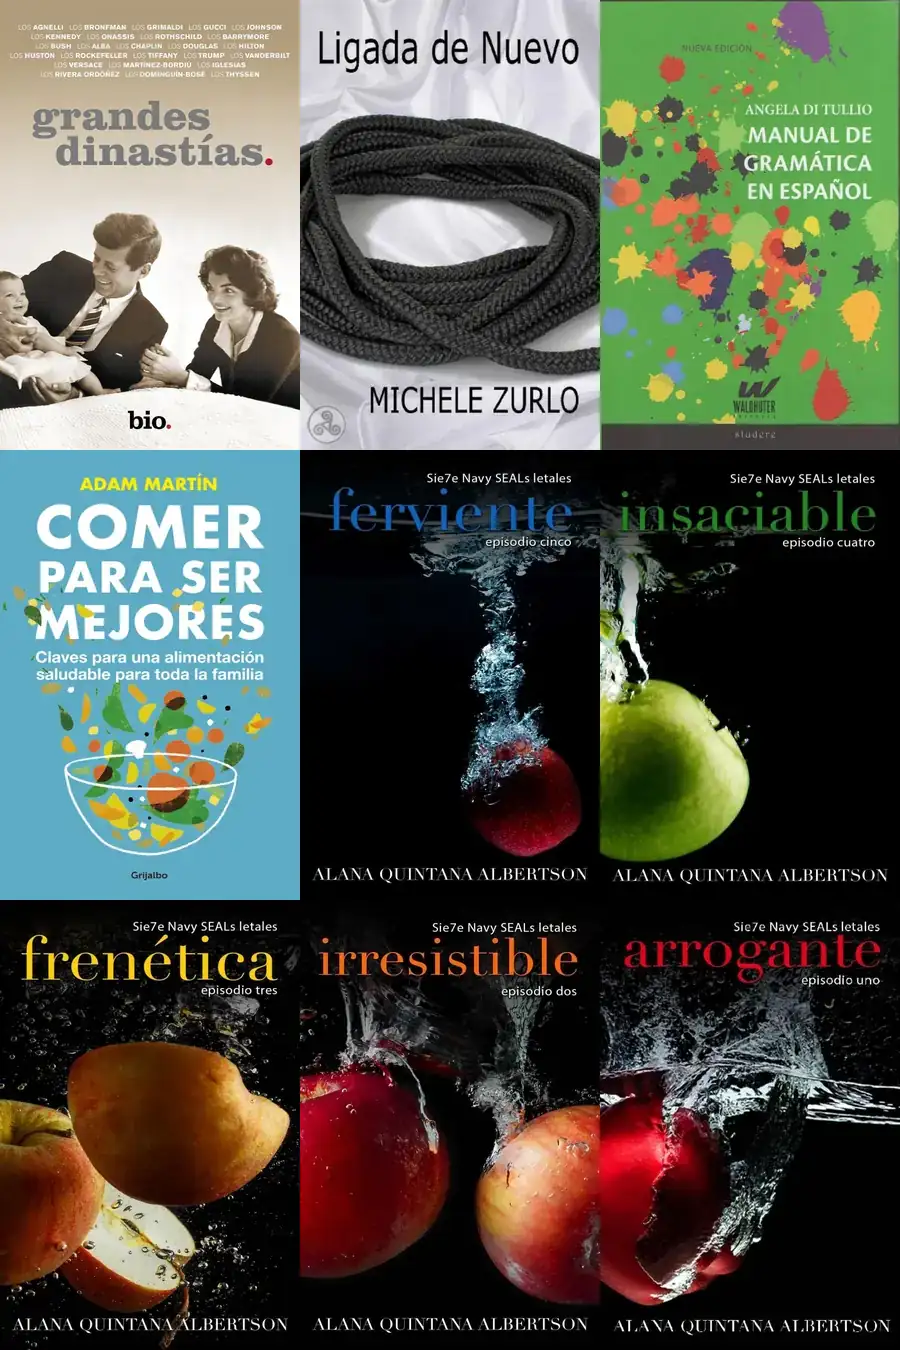 LOS AGNELLI LOS BRONFMAN LOS GRIMALDI LOS GUCCI LOS JOHNSON
LOS KENNEDY LOS ONASSIS LOS ROTHSCHILD LOS BARRYMORE
LOS BUSH LOS ALBA LOS CHAPLIN LOS DOUGLAS LOS HILTON
LOS HUSTON LOS ROCKEFELLER LOS TIFFANY LOS TRUMP LOS VANDERBILT
LOS VERSACE LOS MARTÍNEZ-BORDIÚ LOS IGLESIAS
LOS RIVERA ORDÓÑEZ LOS DOMINGUÍN-BOSÉ LOS THYSSEN
grandes
dinastías.
bio.
Ligada de Nuevo
MICHELE ZURLO
NUEVA EDICIÓN
ANGELA DI TULLIO
MANUAL DE
GRAMÁTICA
EN ESPAÑOL
WALDHUTER
EDITORES
stvdere
ADAM MARTÍN
COMER
PARA SER
MEJORES
Claves para una alimentación
saludable para toda la familia
Grijalbo
Sie7e Navy SEALs letales
ferviente
episodio cinco
ALANA QUINTANA ALBERTSON
Sie7e Navy SEALs letales
insaciable
episodio cuatro
ALANA QUINTANA ALBERTSON
Sie7e Navy SEALs letales
frenética
episodio tres
ALANA QUINTANA ALBERTSON
Sie7e Navy SEALs letales
irresistible
episodio dos
ALANA QUINTANA ALBERTSON
Sie7e Navy SEALs letales
arrogante
episodio uno
ALANA QUINTANA ALBERTSON